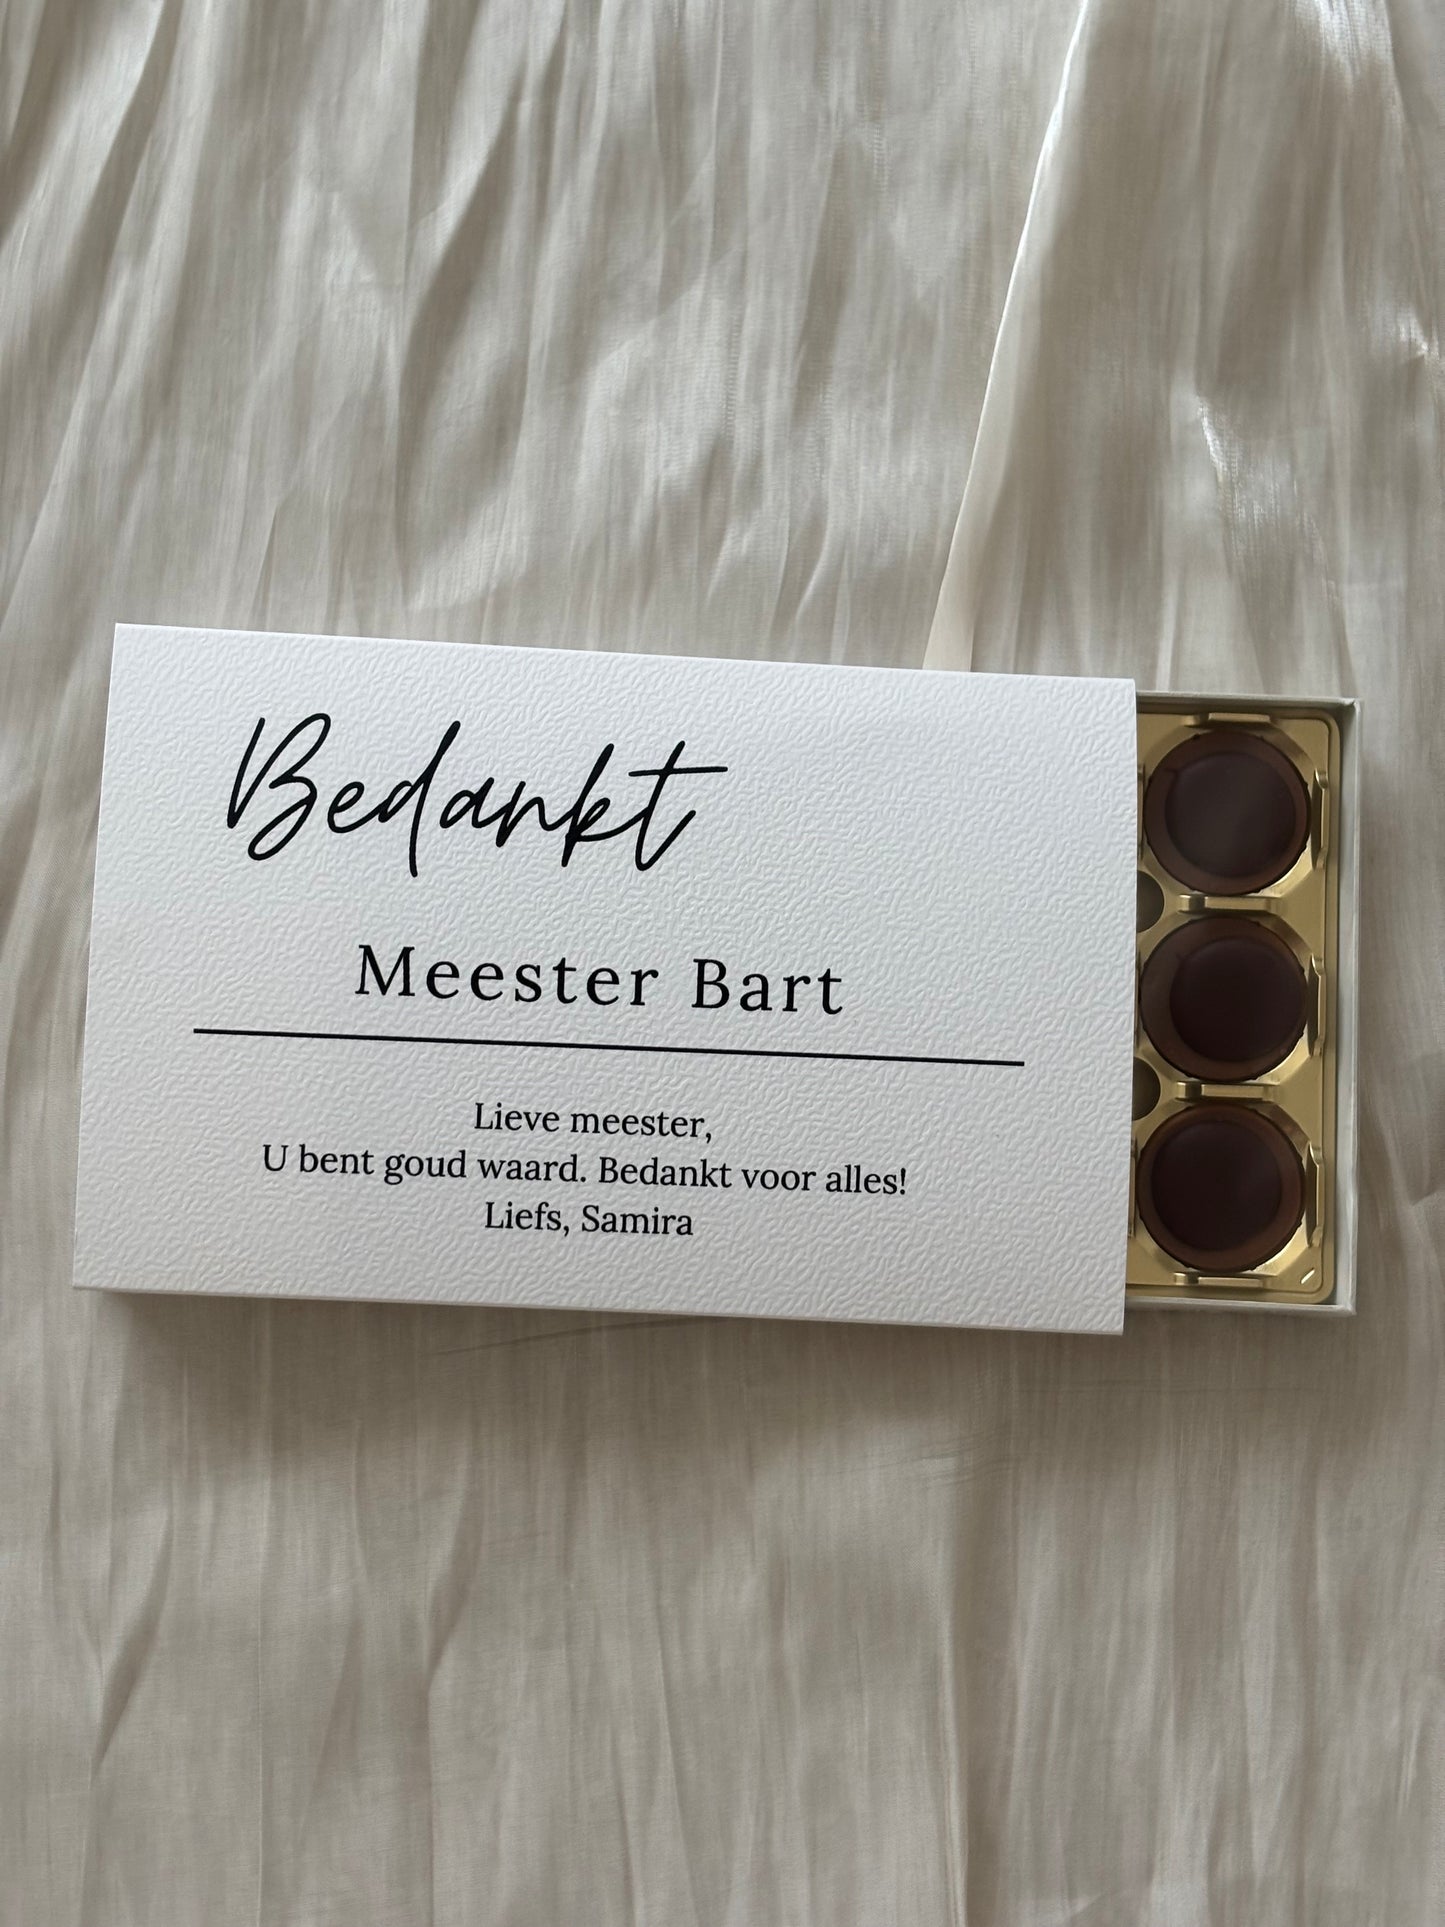 Bedankt
Meester Bart
Lieve meester,
U bent goud waard. Bedankt voor alles!
Liefs, Samira